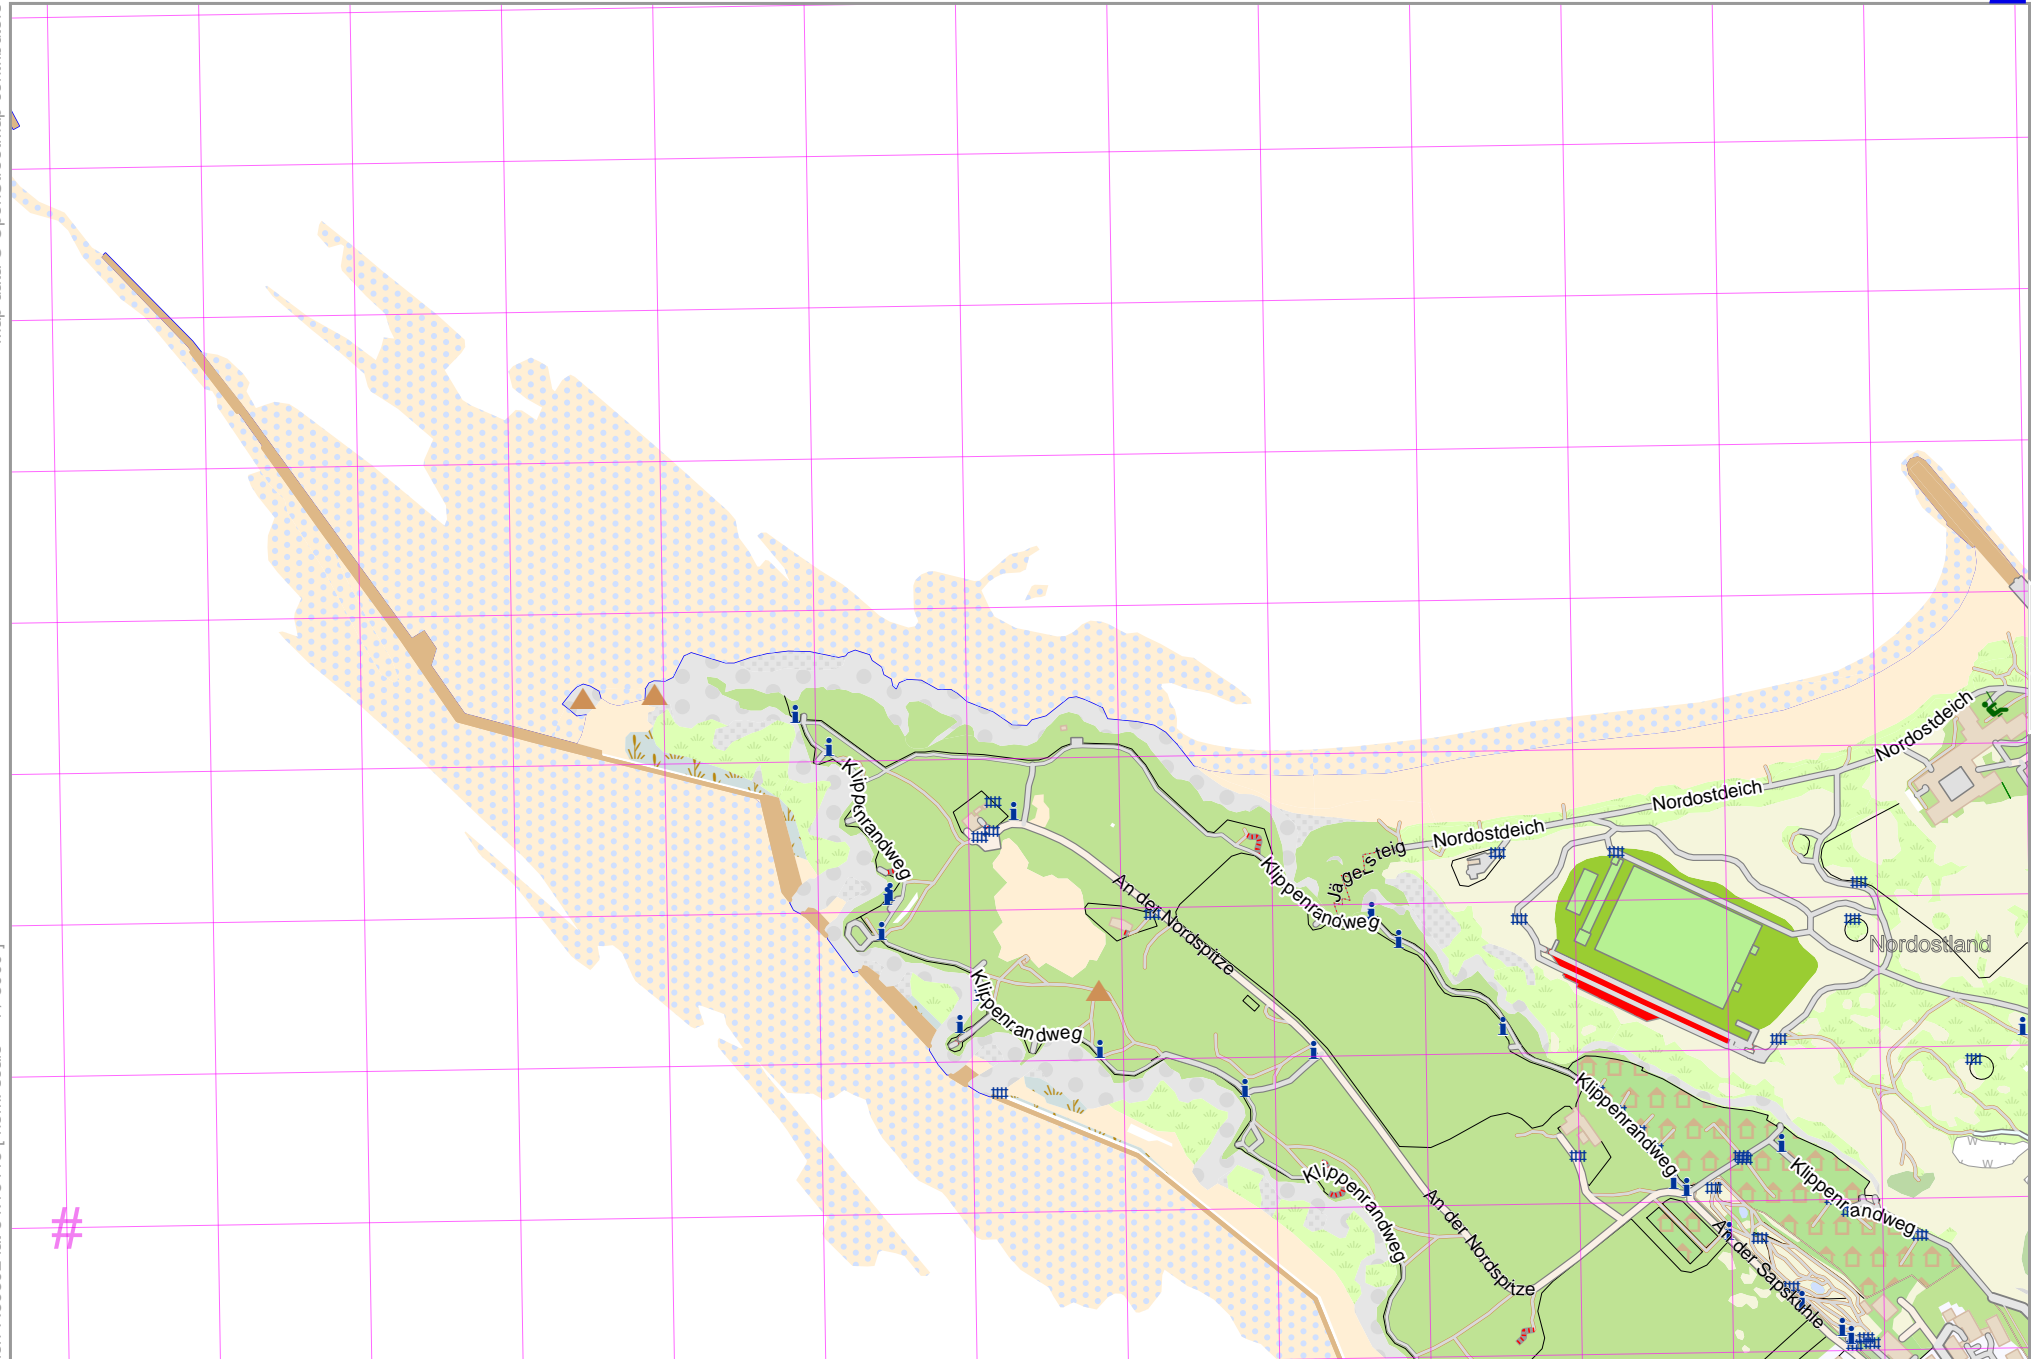 Nordostdeich
Nordostdeich
Nordostdeich
Jägersteig
Klippenrandweg
An der Nordspitze
Klippenrandweg
Nordostland
Klippenrandweg
Klippenrandweg
Klippenrandweg
Klippenrandweg
An der Nordspitze
An der Sapskuhle
#